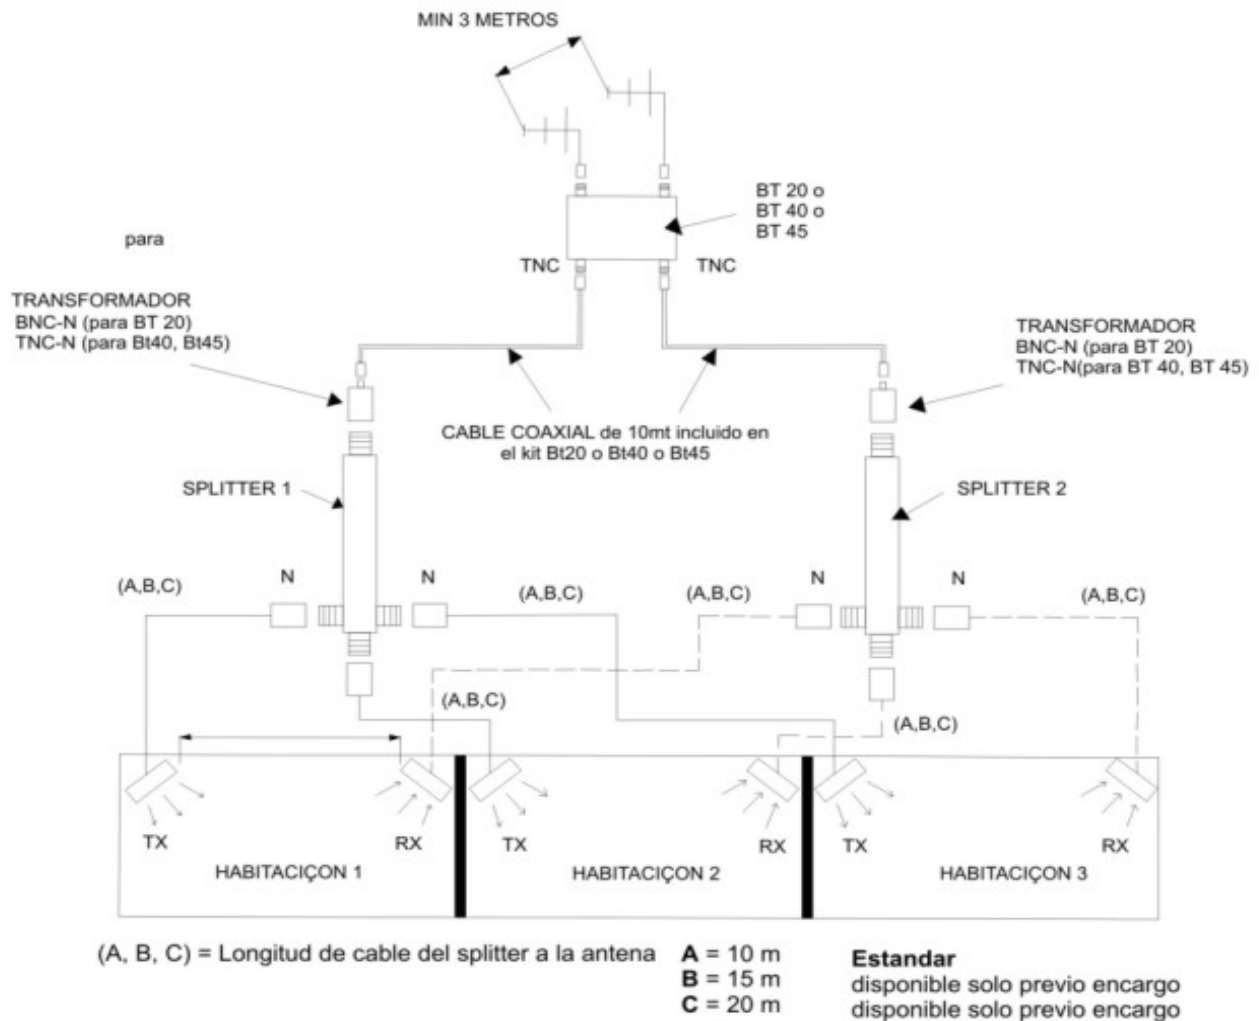 MIN 3 METROS
BT 20 o
BT 40 o
BT 45
para
TNC
TNC
TRANSFORMADOR
BNC-N (para BT 20)
TNC-N (para Bt40, Bt45)
TRANSFORMADOR
BNC-N (para BT 20)
TNC-N(para BT 40, BT 45)
CABLE COAXIAL de 10mt incluido en
el kit Bt20 o Bt40 o Bt45
SPLITTER 1
SPLITTER 2
(A,B,C)
N
N
(A,B,C)
(A,B,C)
N
N
(A,B,C)
(A,B,C)
(A,B,C)
TX
RX
TX
RX
TX
RX
HABITACIÇON 1
HABITACIÇON 2
HABITACIÇON 3
(A, B, C) = Longitud de cable del splitter a la antena
A = 10 m
Estandar
B = 15 m
disponible solo previo encargo
C = 20 m
disponible solo previo encargo